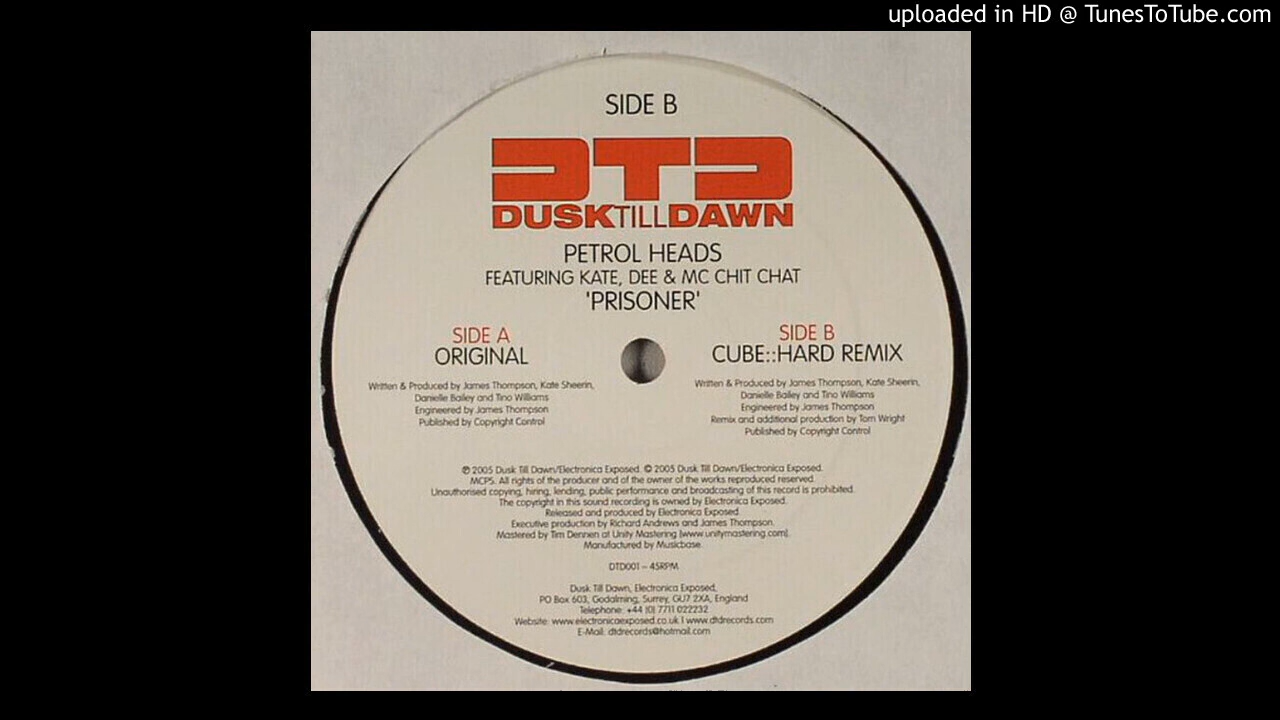 uploaded in HD @ TunesToTube.com
SIDE B
DTD
DUSKTILLDAWN
PETROL HEADS
FEATURING KATE, DEE & MC CHIT CHAT
'PRISONER'
SIDE A
ORIGINAL
Written & Produced by James Thompson, Kate Sheerin,
Danielle Bailey and Tino Williams
Engineered by James Thompson
Published by Copyright Control
SIDE B
CUBE::HARD REMIX
Written & Produced by James Thompson, Kate Sheerin,
Danielle Bailey and Tino Williams
Engineered by James Thompson
Remix and additional production by Tom Wright
Published by Copyright Control
℗ 2005 Dusk Till Dawn/Electronica Exposed. © 2005 Dusk Till Dawn/Electronica Exposed.
MCPS. All rights of the producer and of the owner of the works reproduced reserved.
Unauthorised copying, hiring, lending, public performance and broadcasting of this record is prohibited.
The copyright in this sound recording is owned by Electronica Exposed.
Released and produced by Electronica Exposed
Executive production by Richard Andrews and James Thompson.
Mastered by Tim Dennen at Unity Mastering (www.unitymastering.com).
Manufactured by Musicbase.
DTD001 – 45RPM
Dusk Till Dawn, Electronica Exposed,
PO Box 603, Godalming, Surrey, GU7 2XA, England
Telephone: +44 (0) 7711 022232
Website: www.electronicaexposed.co.uk | www.dtdrecords.com
E-Mail: dtdrecords@hotmail.com